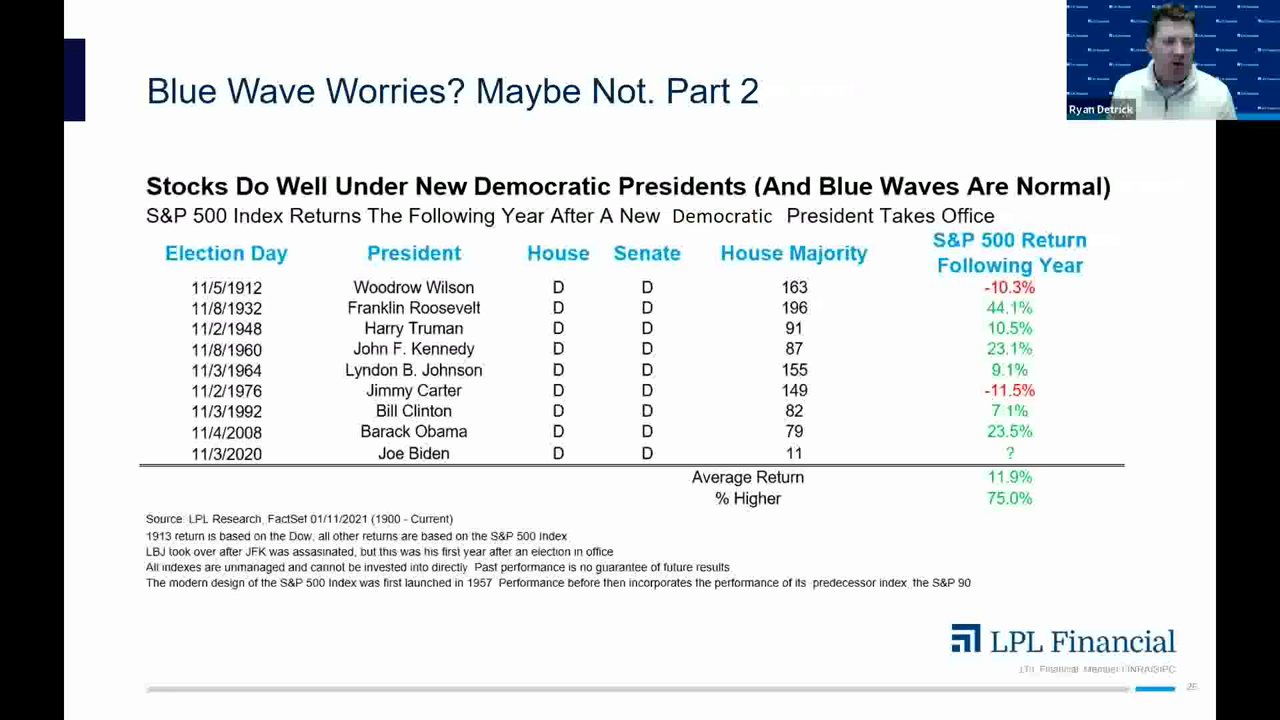 Blue Wave Worries? Maybe Not. Part 2
Ryan Detrick
Stocks Do Well Under New Democratic Presidents (And Blue Waves Are Normal)
S&P 500 Index Returns The Following Year After A New Democratic President Takes Office
Election Day President House Senate House Majority S&P 500 Return Following Year
11/5/1912 Woodrow Wilson D D 163 -10.3%
11/8/1932 Franklin Roosevelt D D 196 44.1%
11/2/1948 Harry Truman D D 91 10.5%
11/8/1960 John F. Kennedy D D 87 23.1%
11/3/1964 Lyndon B. Johnson D D 155 9.1%
11/2/1976 Jimmy Carter D D 149 -11.5%
11/3/1992 Bill Clinton D D 82 7.1%
11/4/2008 Barack Obama D D 79 23.5%
11/3/2020 Joe Biden D D 11 ?
Average Return 11.9%
% Higher 75.0%
Source: LPL Research, FactSet 01/11/2021 (1900 - Current)
1913 return is based on the Dow, all other returns are based on the S&P 500 Index
LBJ took over after JFK was assasinated, but this was his first year after an election in office
All indexes are unmanaged and cannot be invested into directly Past performance is no guarantee of future results
The modern design of the S&P 500 Index was first launched in 1957 Performance before then incorporates the performance of its predecessor index the S&P 90
LPL Financial
LPL Financial Member FINRA/SIPC